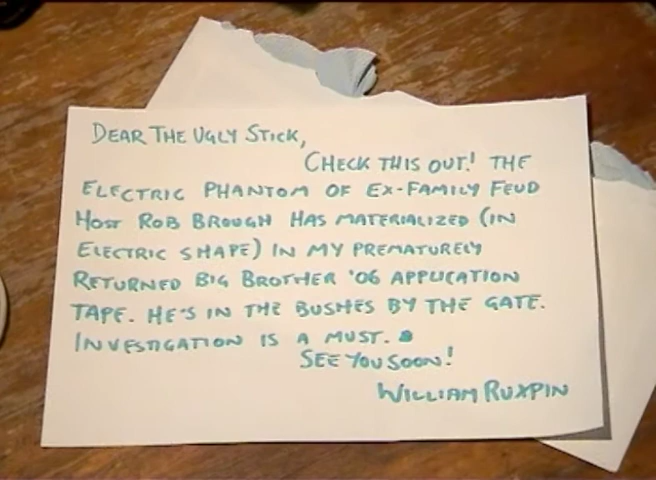 DEAR THE UGLY STICK,
CHECK THIS OUT! THE
ELECTRIC PHANTOM OF EX-FAMILY FEUD
HOST ROB BROUGH HAS MATERIALIZED (IN
ELECTRIC SHAPE) IN MY PREMATURELY
RETURNED BIG BROTHER '06 APPLICATION
TAPE. HE'S IN THE BUSHES BY THE GATE.
INVESTIGATION IS A MUST.
SEE YOU SOON!
WILLIAM RUXPIN